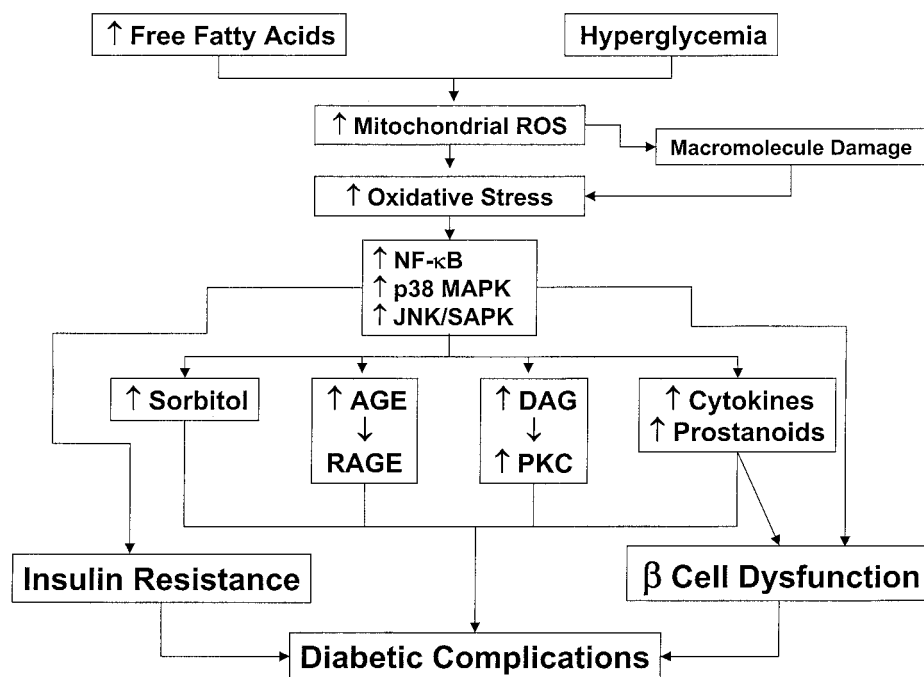 ↑ Free Fatty Acids
Hyperglycemia
↑ Mitochondrial ROS
Macromolecule Damage
↑ Oxidative Stress
↑ NF-κB
↑ p38 MAPK
↑ JNK/SAPK
↑ Sorbitol
↑ AGE
↓
RAGE
↑ DAG
↓
↑ PKC
↑ Cytokines
↑ Prostanoids
Insulin Resistance
β Cell Dysfunction
Diabetic Complications